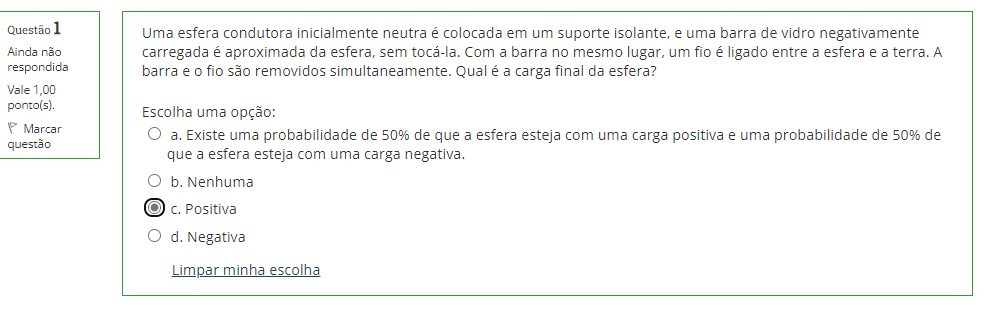 Questão 1
Ainda não
respondida
Vale 1,00
ponto(s).
Marcar
questão
Uma esfera condutora inicialmente neutra é colocada em um suporte isolante, e uma barra de vidro negativamente
carregada é aproximada da esfera, sem tocá-la. Com a barra no mesmo lugar, um fio é ligado entre a esfera e a terra. A
barra e o fio são removidos simultaneamente. Qual é a carga final da esfera?
Escolha uma opção:
a. Existe uma probabilidade de 50% de que a esfera esteja com uma carga positiva e uma probabilidade de 50% de
que a esfera esteja com uma carga negativa.
b. Nenhuma
c. Positiva
d. Negativa
Limpar minha escolha